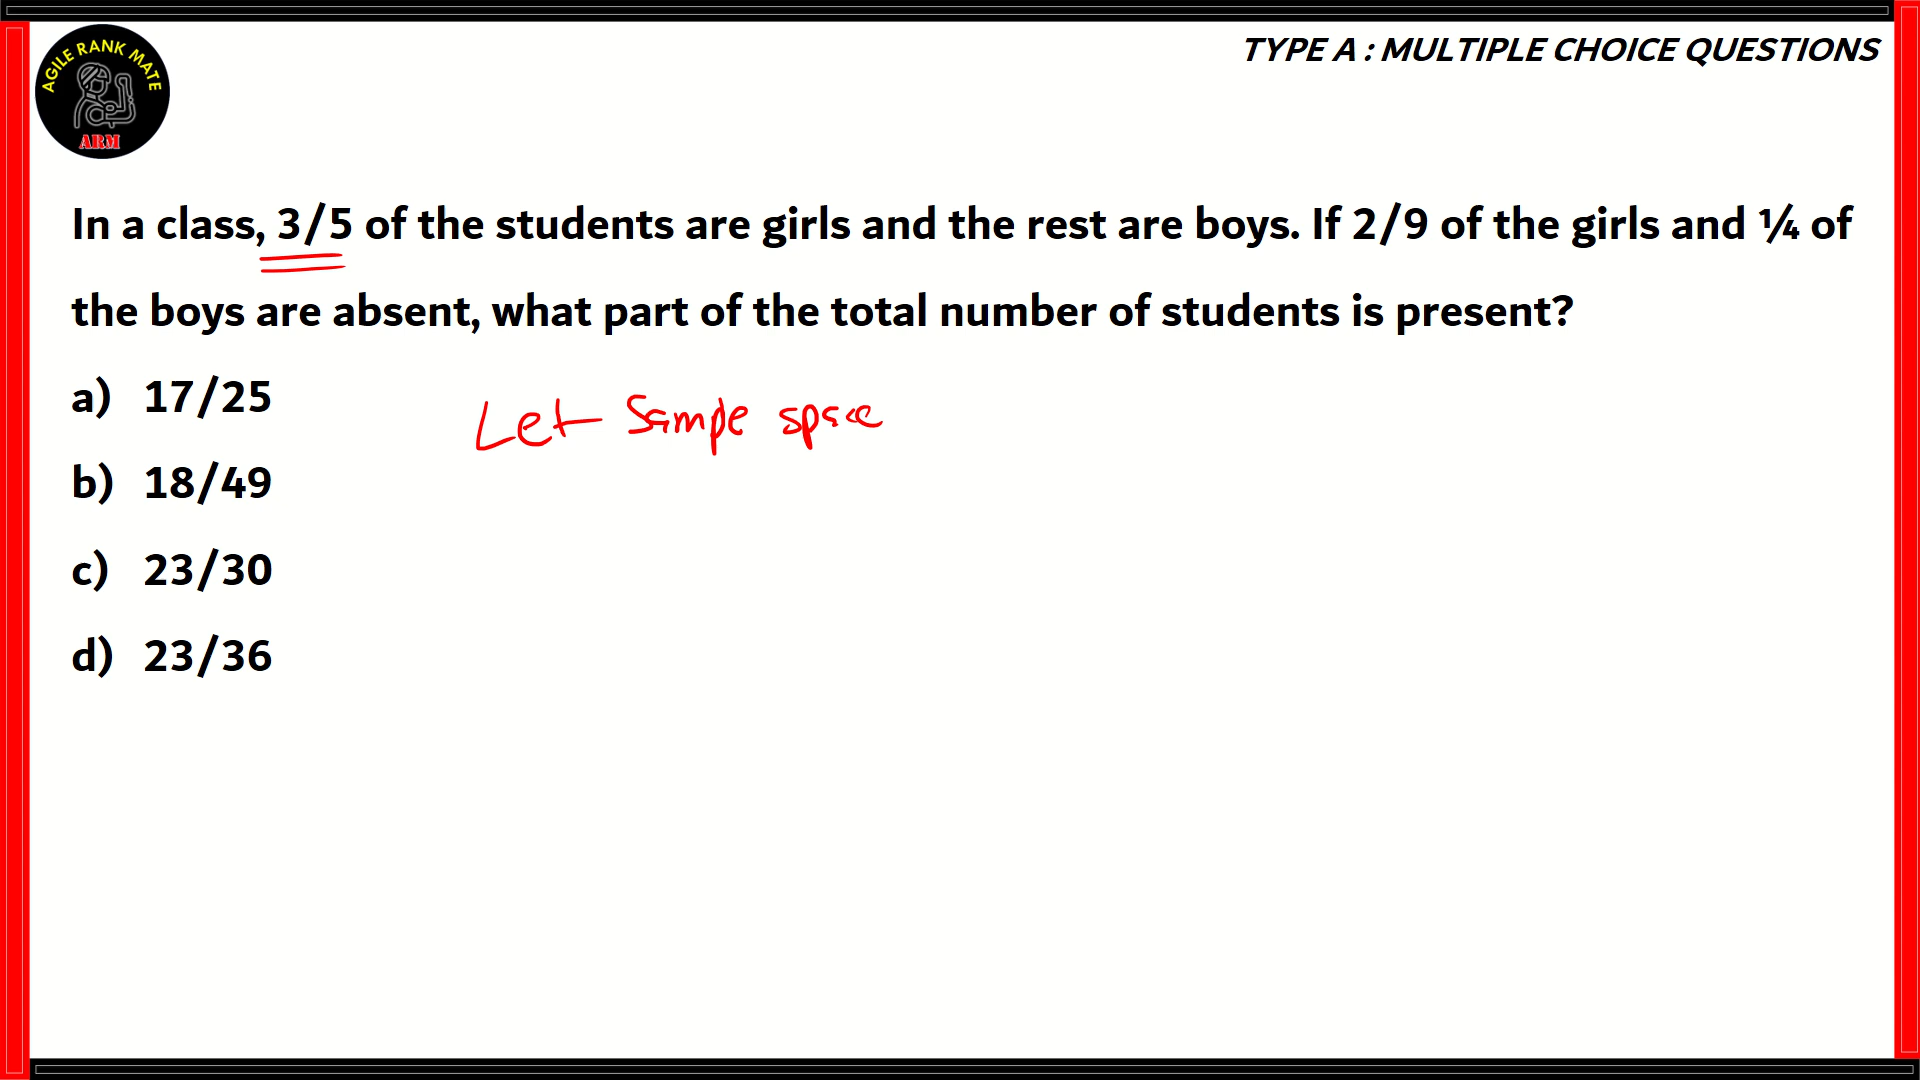 AGILE RANK MATE
ARM
TYPE A : MULTIPLE CHOICE QUESTIONS
In a class, 3/5 of the students are girls and the rest are boys. If 2/9 of the girls and ¼ of
the boys are absent, what part of the total number of students is present?
a) 17/25
Let Sample space
b) 18/49
c) 23/30
d) 23/36